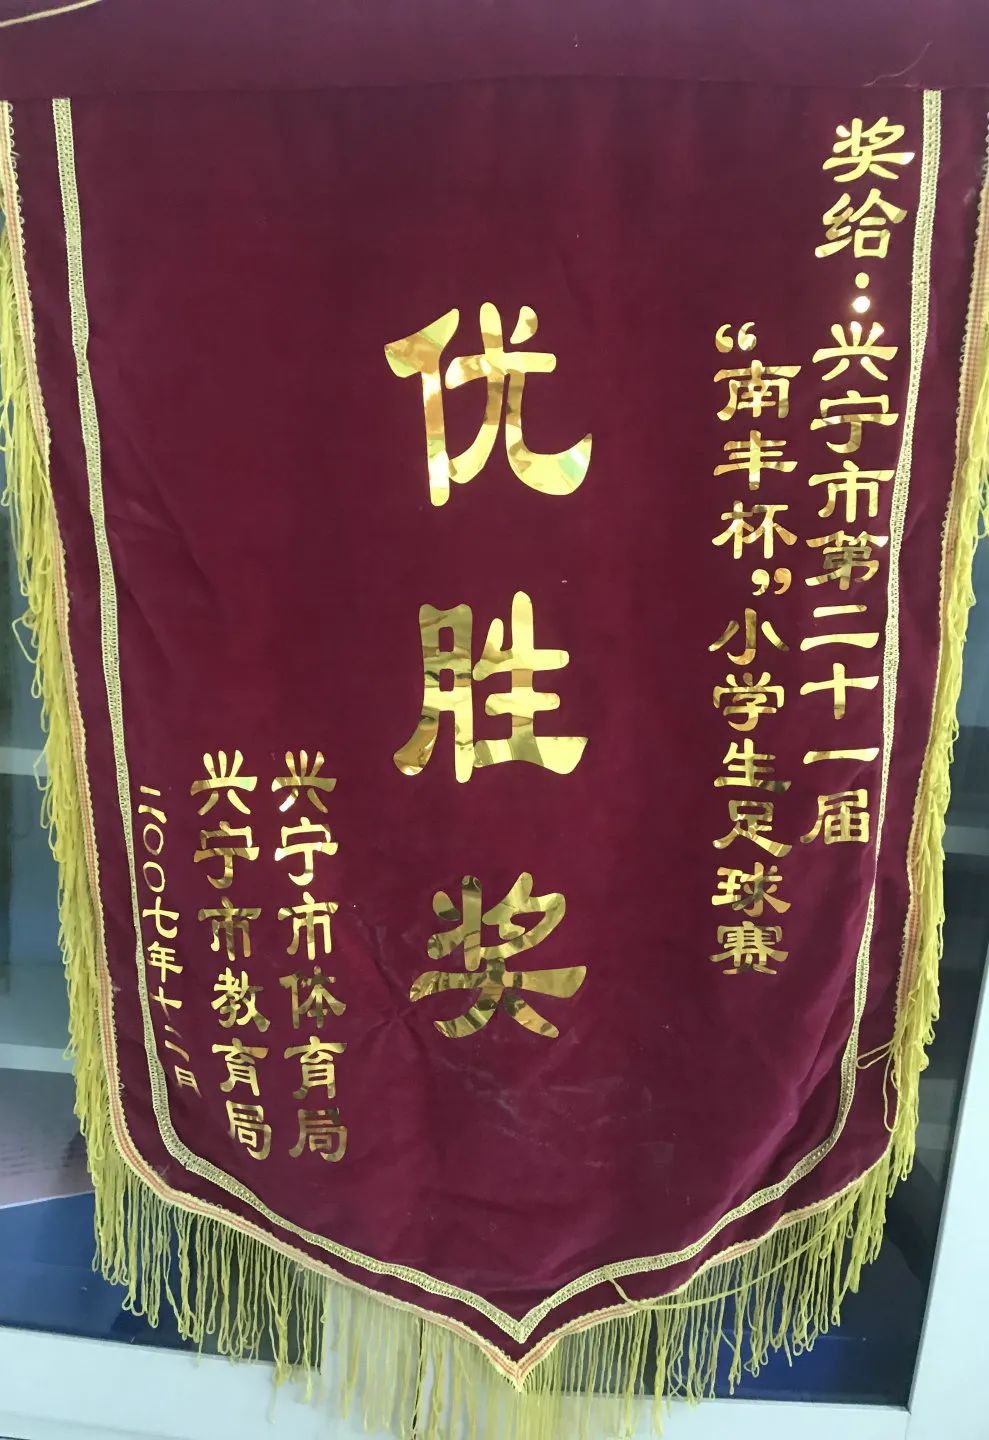 奖给：兴宁市第二十一届
“南丰杯”小学生足球赛
优胜奖
兴宁市体育局
兴宁市教育局
二〇〇七年十二月